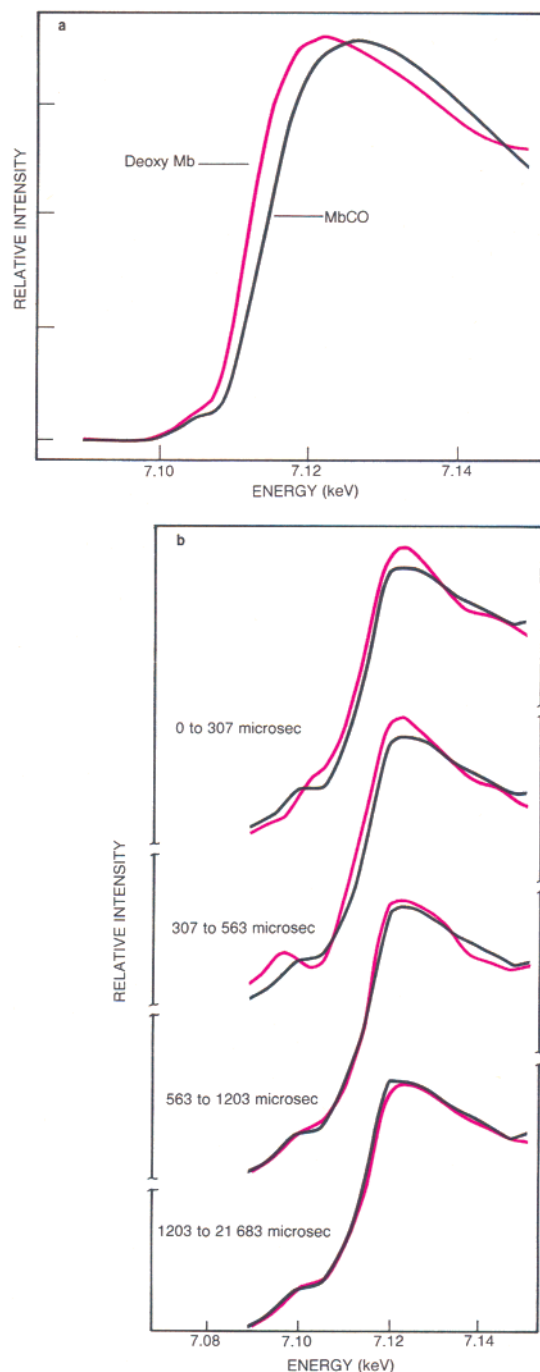 a
Deoxy Mb
MbCO
RELATIVE INTENSITY
7.10 7.12 7.14
ENERGY (keV)
b
0 to 307 microsec
307 to 563 microsec
563 to 1203 microsec
1203 to 21 683 microsec
RELATIVE INTENSITY
7.08 7.10 7.12 7.14
ENERGY (keV)